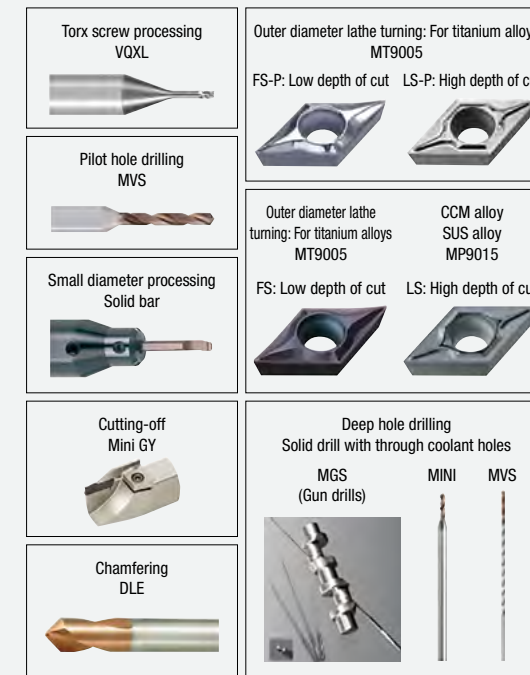 Torx screw processing
VQXL
Pilot hole drilling
MVS
Small diameter processing
Solid bar
Cutting-off
Mini GY
Chamfering
DLE
Outer diameter lathe turning: For titanium alloy
MT9005
FS-P: Low depth of cut LS-P: High depth of c
Outer diameter lathe
turning: For titanium alloys
MT9005
FS: Low depth of cut
CCM alloy
SUS alloy
MP9015
LS: High depth of cu
Deep hole drilling
Solid drill with through coolant holes
MGS
(Gun drills)
MINI
MVS